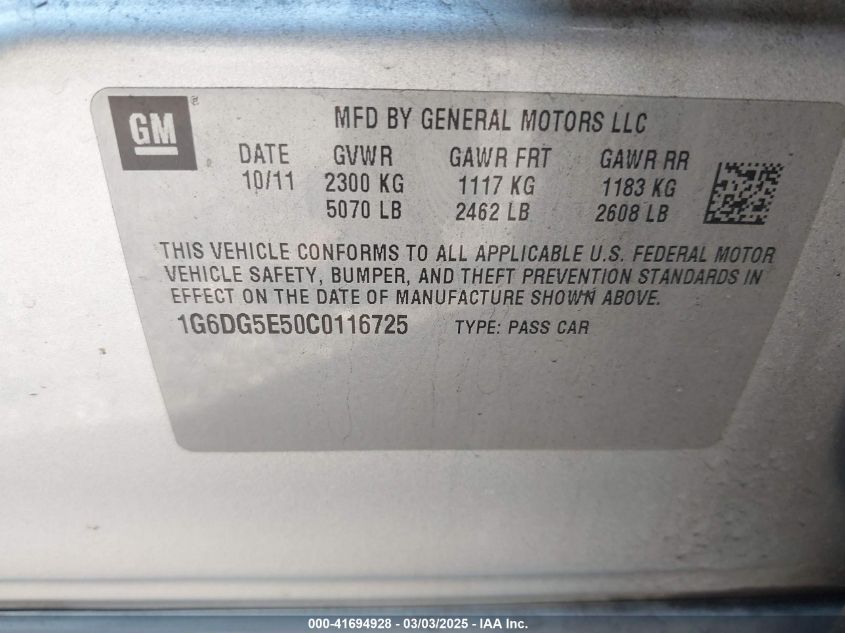 GM ®
MFD BY GENERAL MOTORS LLC
DATE GVWR GAWR FRT GAWR RR
10/11 2300 KG 1117 KG 1183 KG
5070 LB 2462 LB 2608 LB
THIS VEHICLE CONFORMS TO ALL APPLICABLE U.S. FEDERAL MOTOR
VEHICLE SAFETY, BUMPER, AND THEFT PREVENTION STANDARDS IN
EFFECT ON THE DATE OF MANUFACTURE SHOWN ABOVE.
1G6DG5E50C0116725 TYPE: PASS CAR
000-41694928 - 03/03/2025 - IAA Inc.